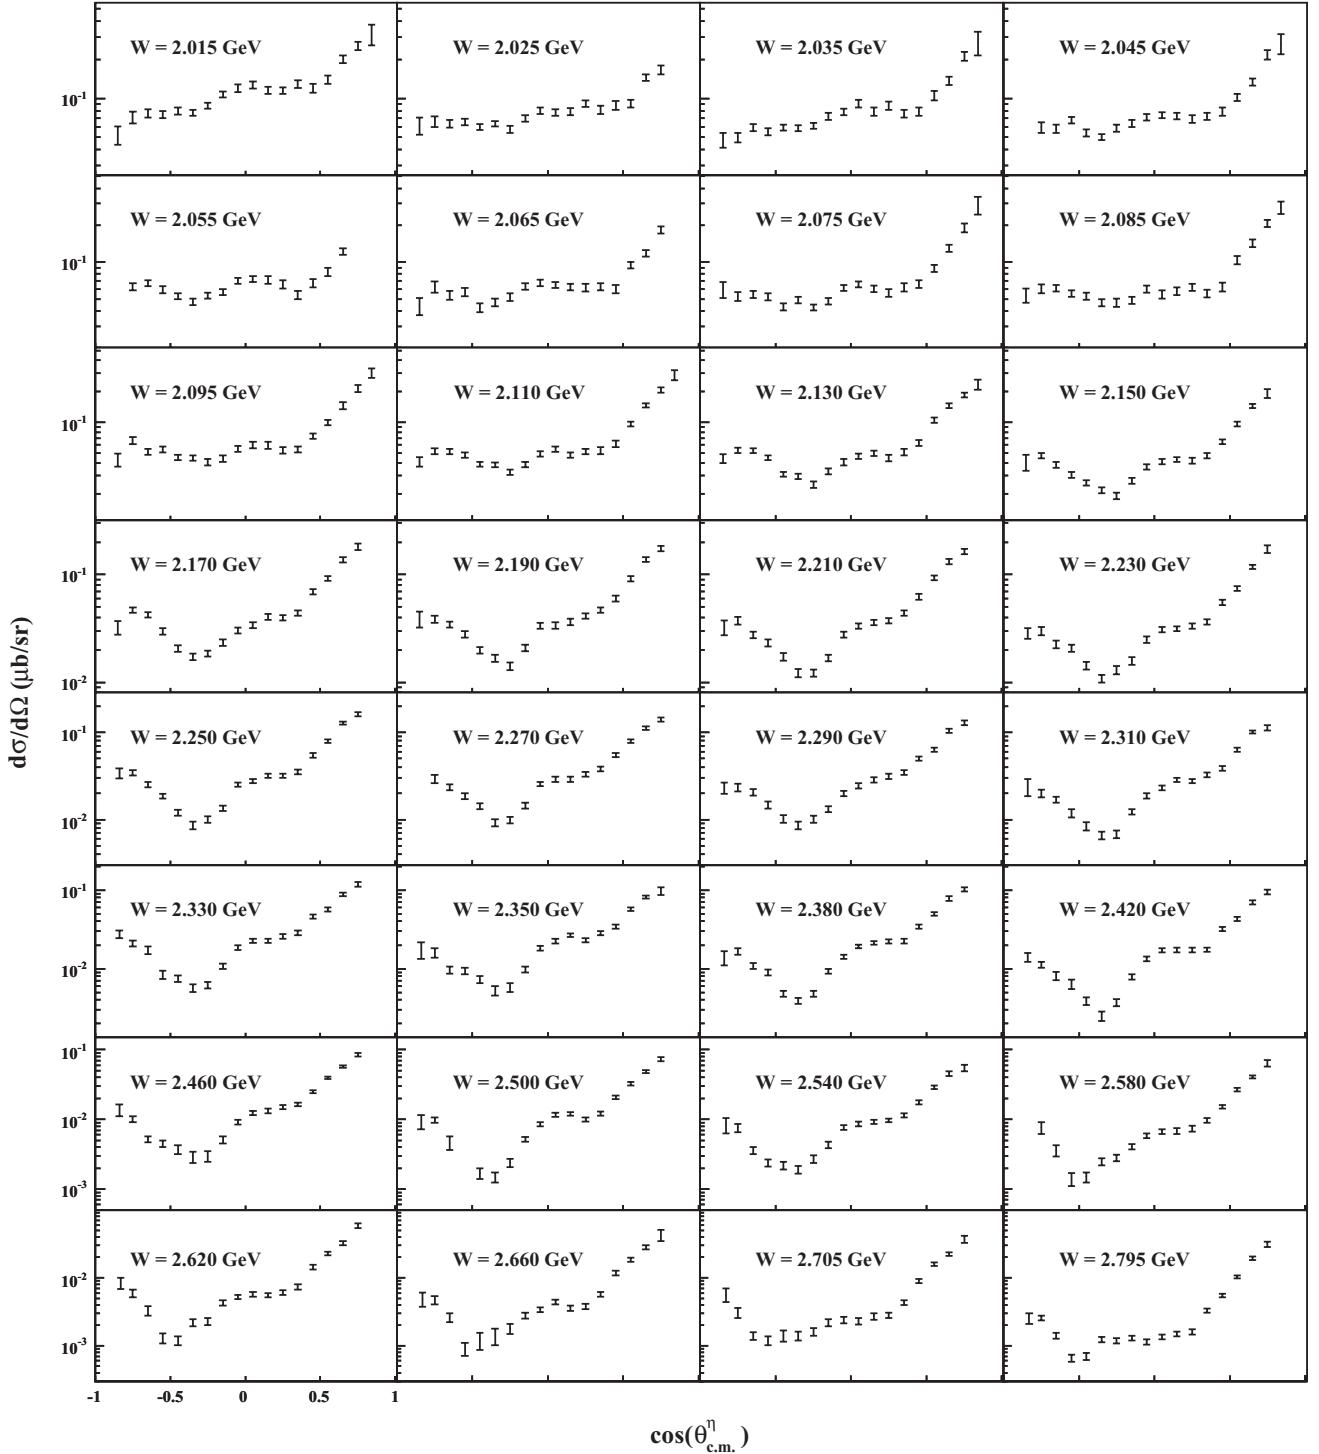 W = 2.015 GeV W = 2.025 GeV W = 2.035 GeV W = 2.045 GeV
10⁻¹
W = 2.055 GeV W = 2.065 GeV W = 2.075 GeV W = 2.085 GeV
10⁻¹
W = 2.095 GeV W = 2.110 GeV W = 2.130 GeV W = 2.150 GeV
10⁻¹
W = 2.170 GeV W = 2.190 GeV W = 2.210 GeV W = 2.230 GeV
10⁻¹
10⁻²
dσ/dΩ (μb/sr)
W = 2.250 GeV W = 2.270 GeV W = 2.290 GeV W = 2.310 GeV
10⁻¹
10⁻²
10⁻¹
W = 2.330 GeV W = 2.350 GeV W = 2.380 GeV W = 2.420 GeV
10⁻²
10⁻¹
W = 2.460 GeV W = 2.500 GeV W = 2.540 GeV W = 2.580 GeV
10⁻²
10⁻³
W = 2.620 GeV W = 2.660 GeV W = 2.705 GeV W = 2.795 GeV
10⁻²
10⁻³
-1 -0.5 0 0.5 1
cos(θ^η_c.m.)